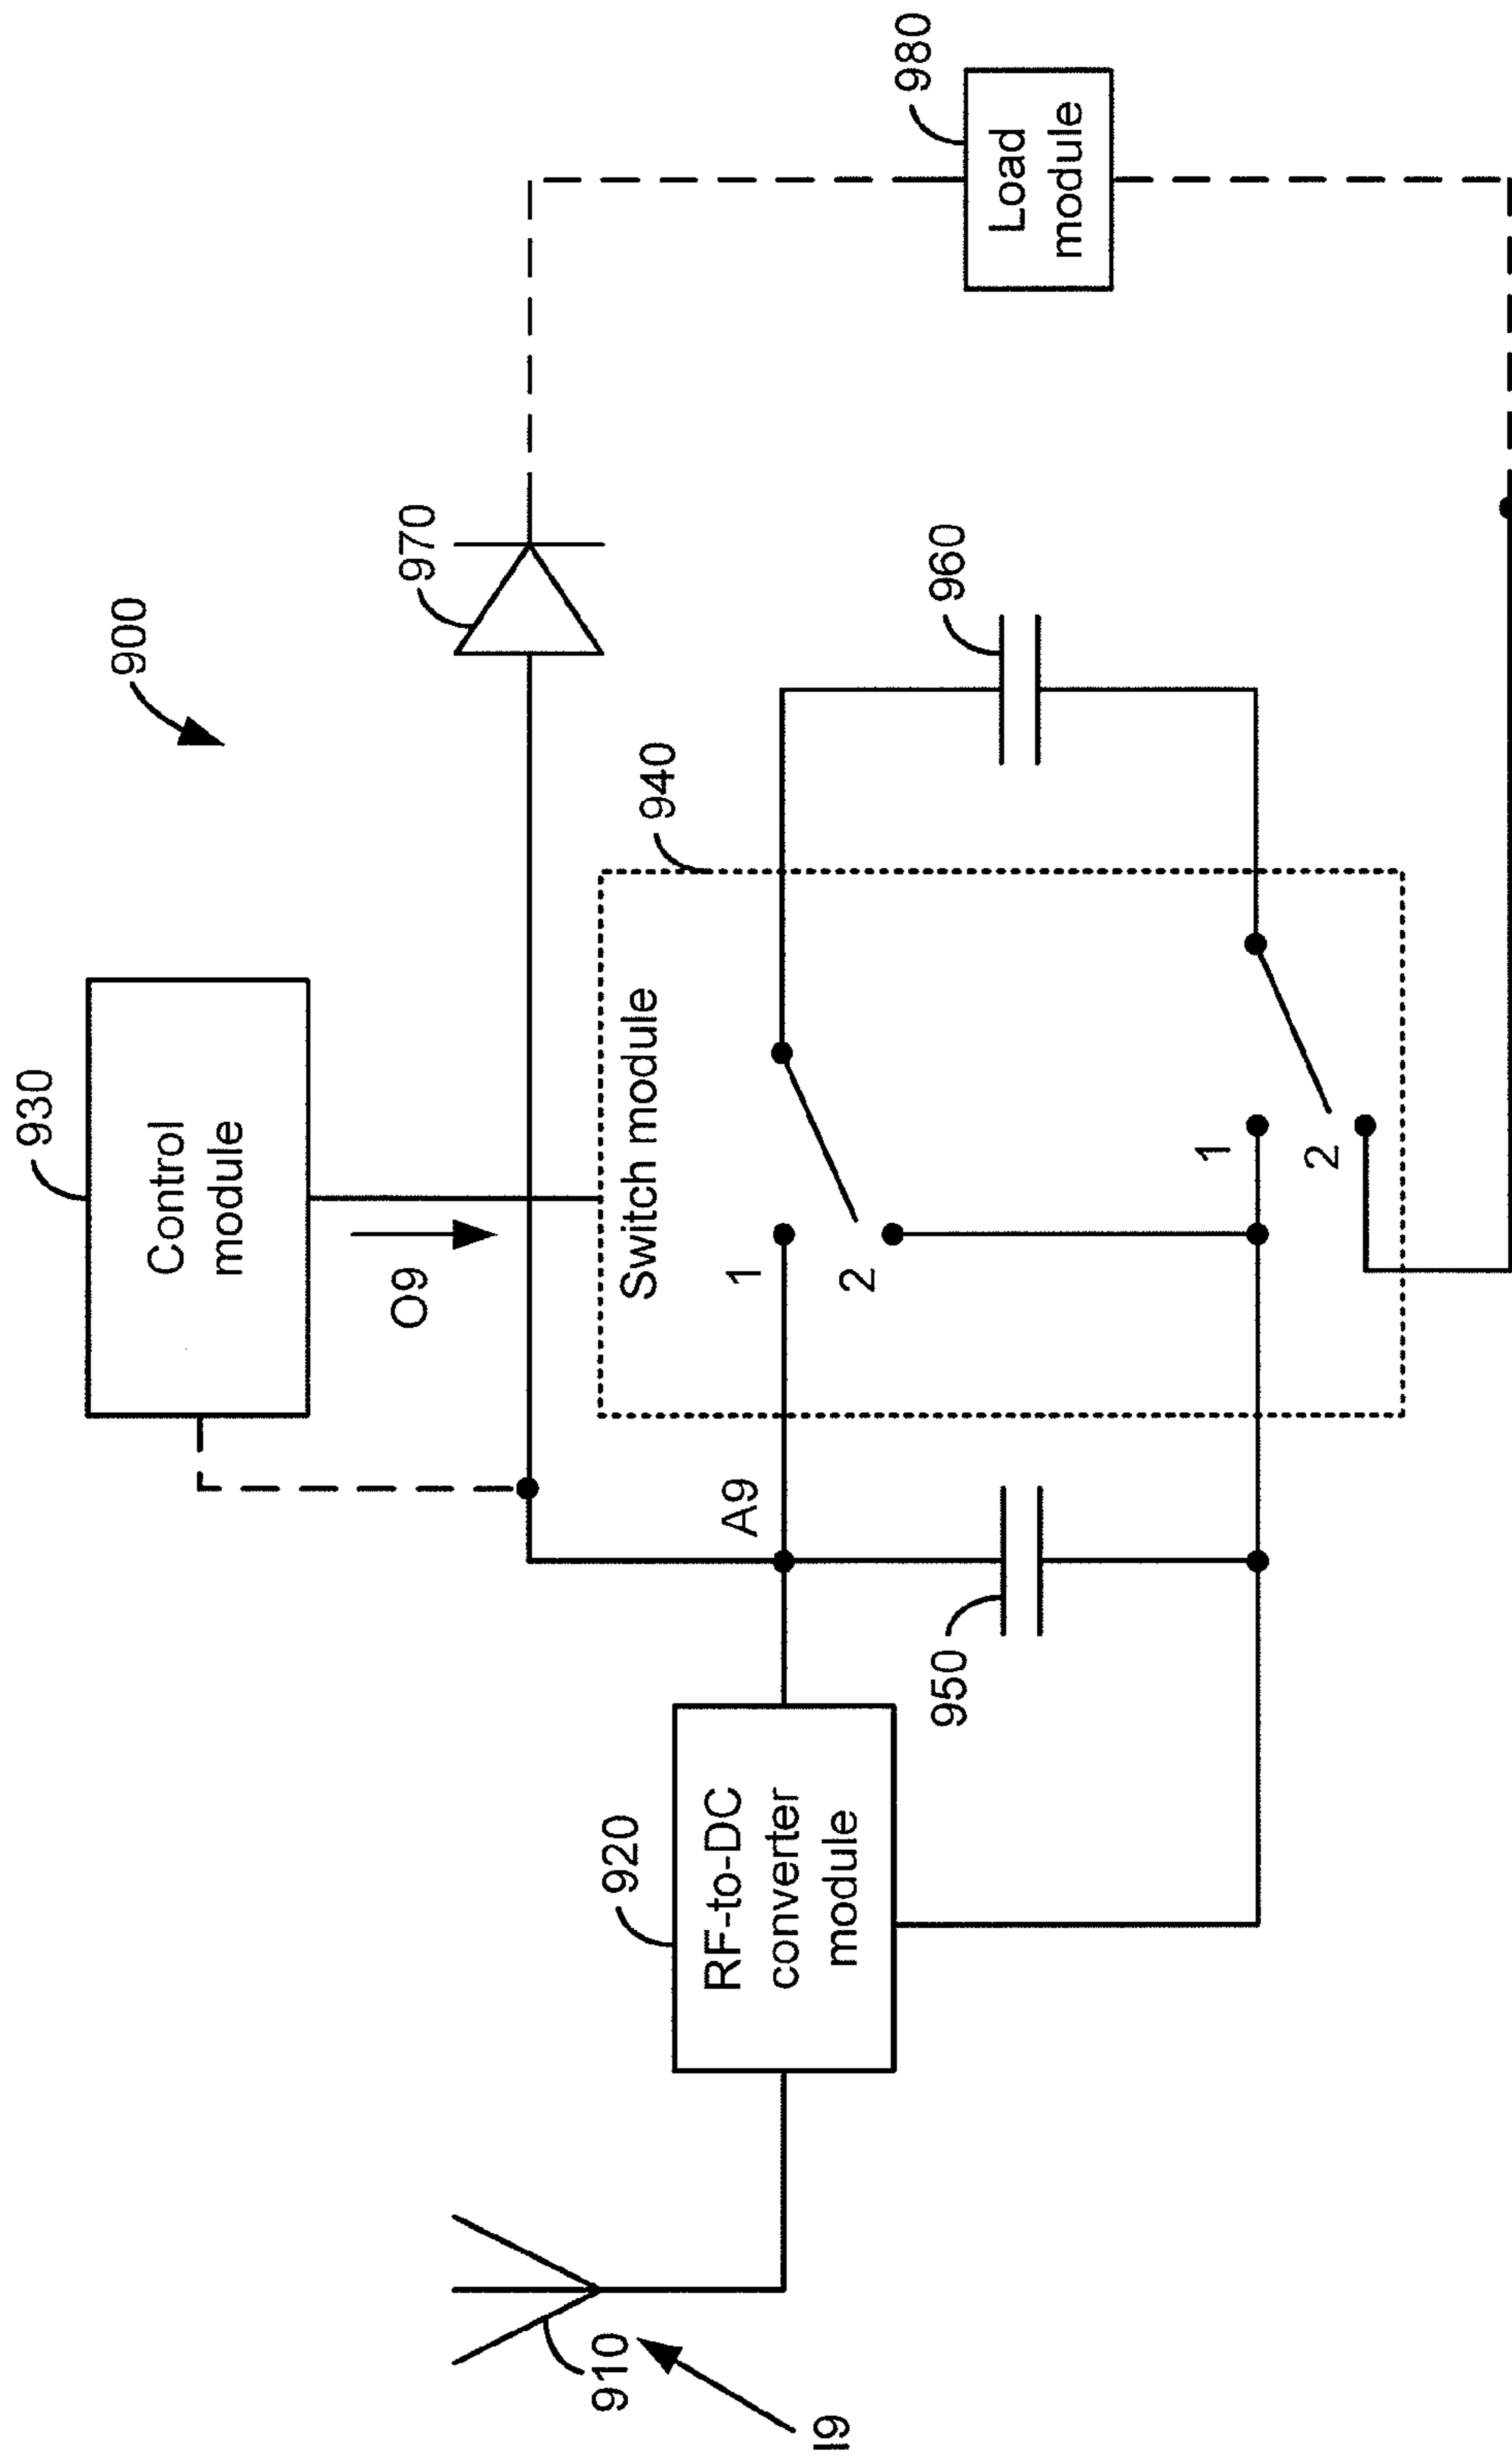 900
930
Control
module
O9
970
980
Load
module
940
Switch module
1
2
1
2
960
A9
950
920
RF-to-DC
converter
module
910
I9